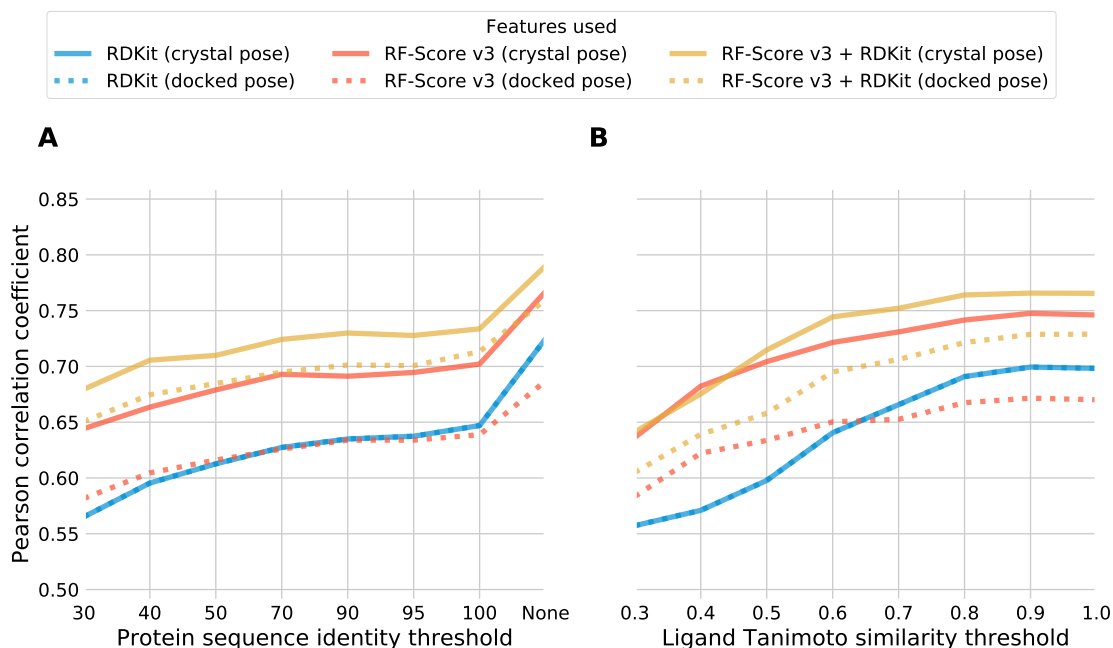 Features used
RDKit (crystal pose) RF-Score v3 (crystal pose) RF-Score v3 + RDKit (crystal pose)
RDKit (docked pose) RF-Score v3 (docked pose) RF-Score v3 + RDKit (docked pose)
A B
Pearson correlation coefficient
0.85
0.80
0.75
0.70
0.65
0.60
0.55
0.50
30 40 50 70 90 95 100 None 0.3 0.4 0.5 0.6 0.7 0.8 0.9 1.0
Protein sequence identity threshold Ligand Tanimoto similarity threshold